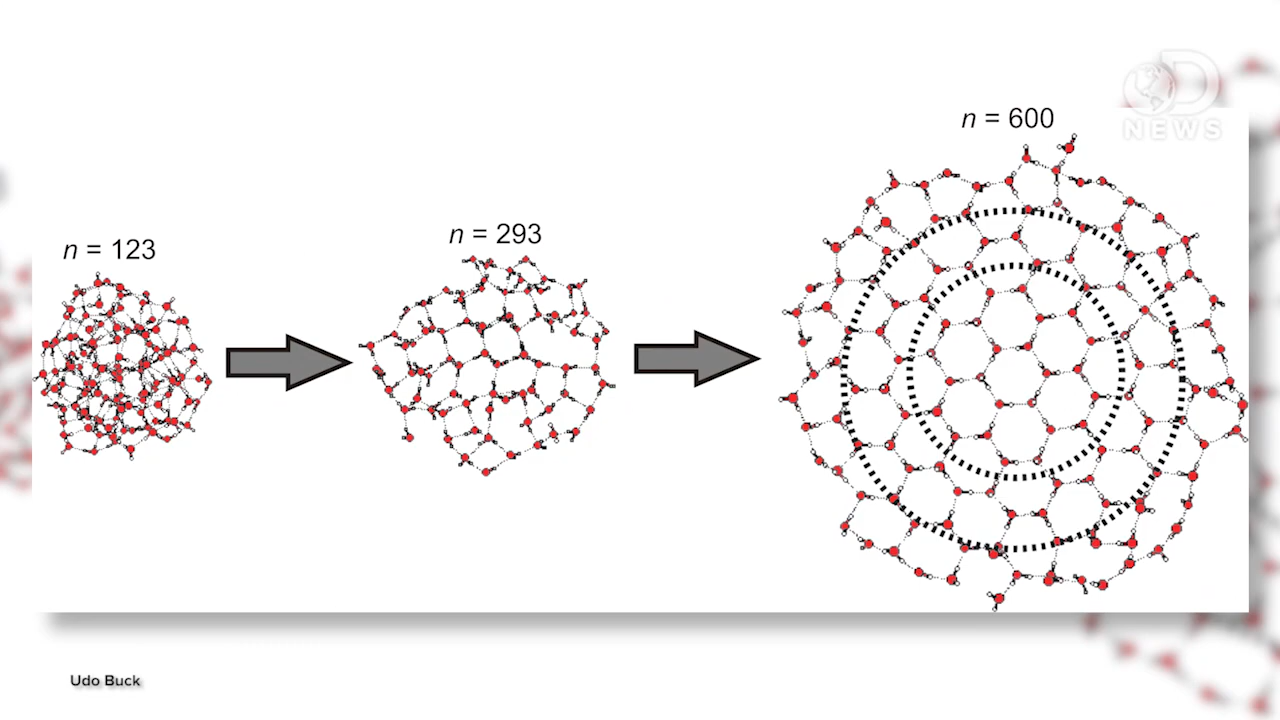 D
NEWS
n = 600
n = 293
n = 123
Udo Buck